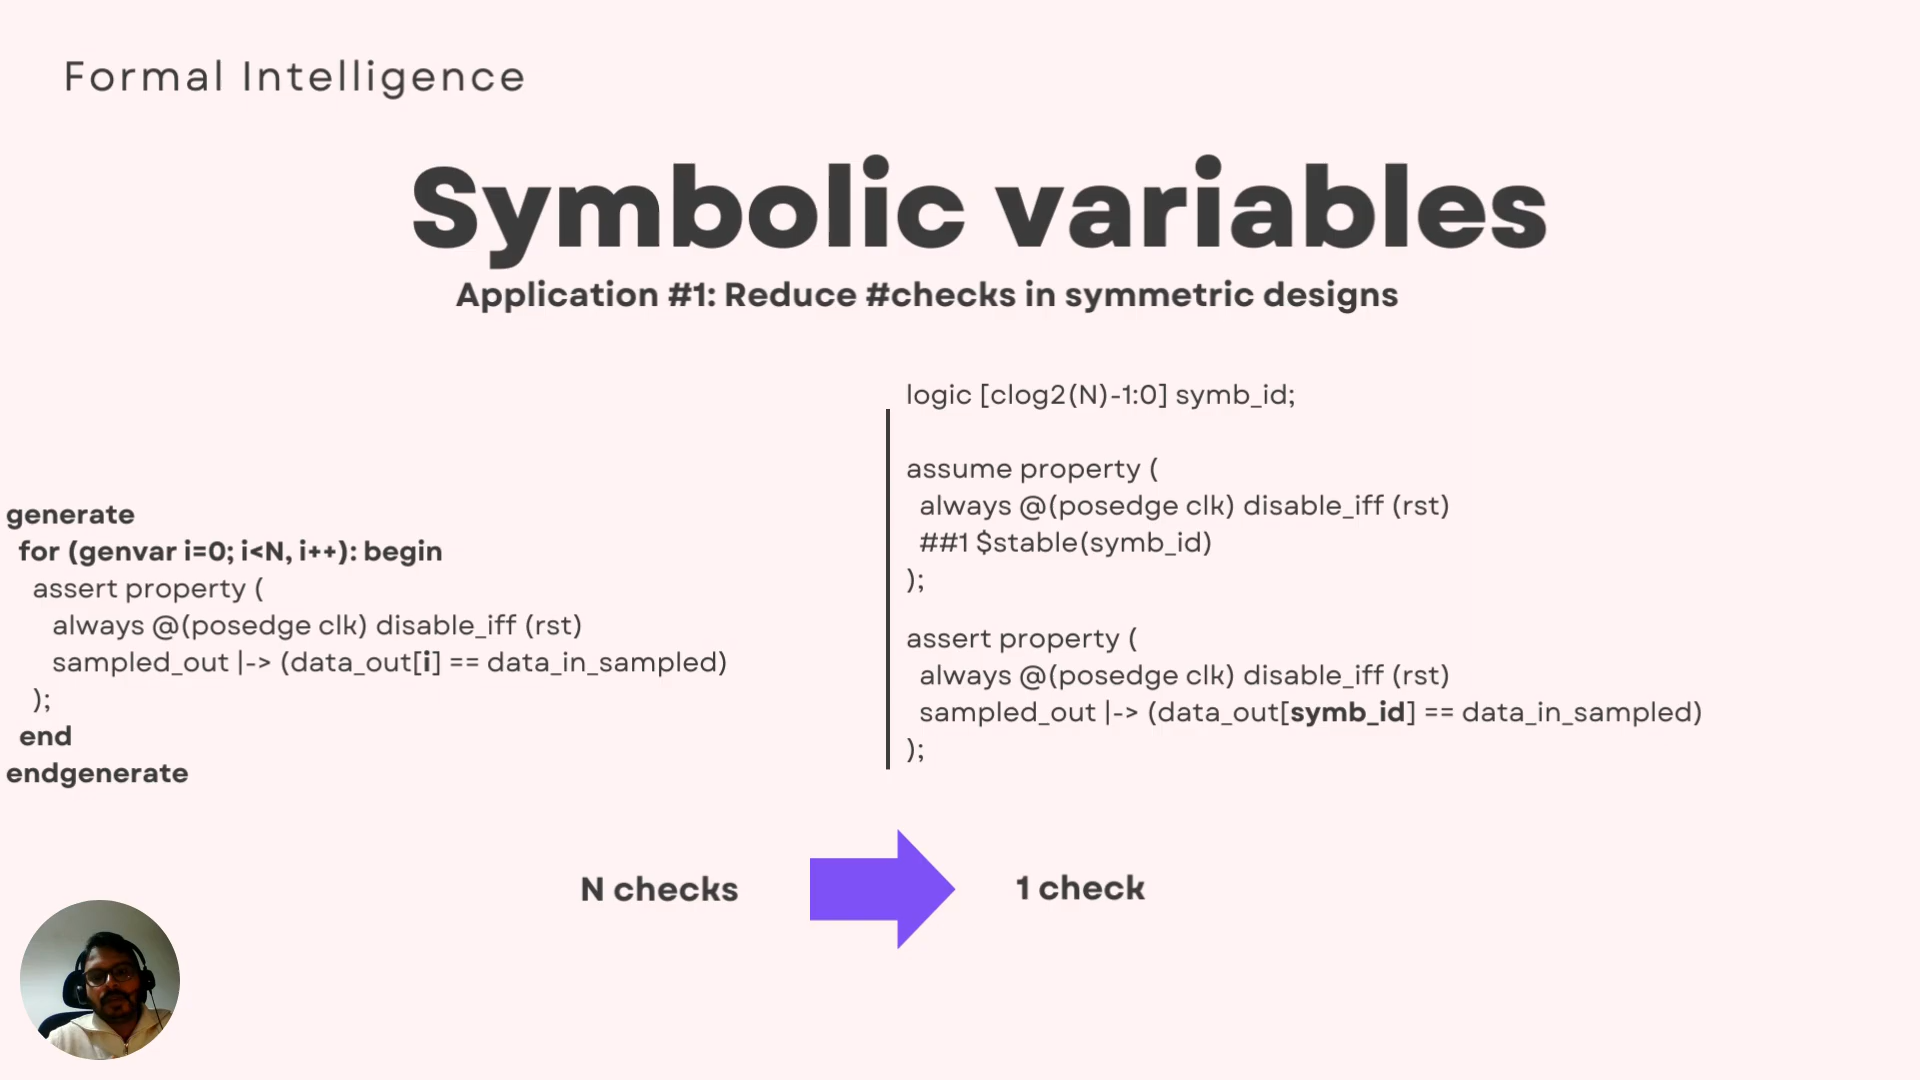 Formal Intelligence
Symbolic variables
Application #1: Reduce #checks in symmetric designs
generate
for (genvar i=0; i<N, i++): begin
assert property (
always @(posedge clk) disable_iff (rst)
sampled_out |-> (data_out[i] == data_in_sampled)
);
end
endgenerate
logic [clog2(N)-1:0] symb_id;
assume property (
always @(posedge clk) disable_iff (rst)
##1 $stable(symb_id)
);
assert property (
always @(posedge clk) disable_iff (rst)
sampled_out |-> (data_out[symb_id] == data_in_sampled)
);
N checks
1 check